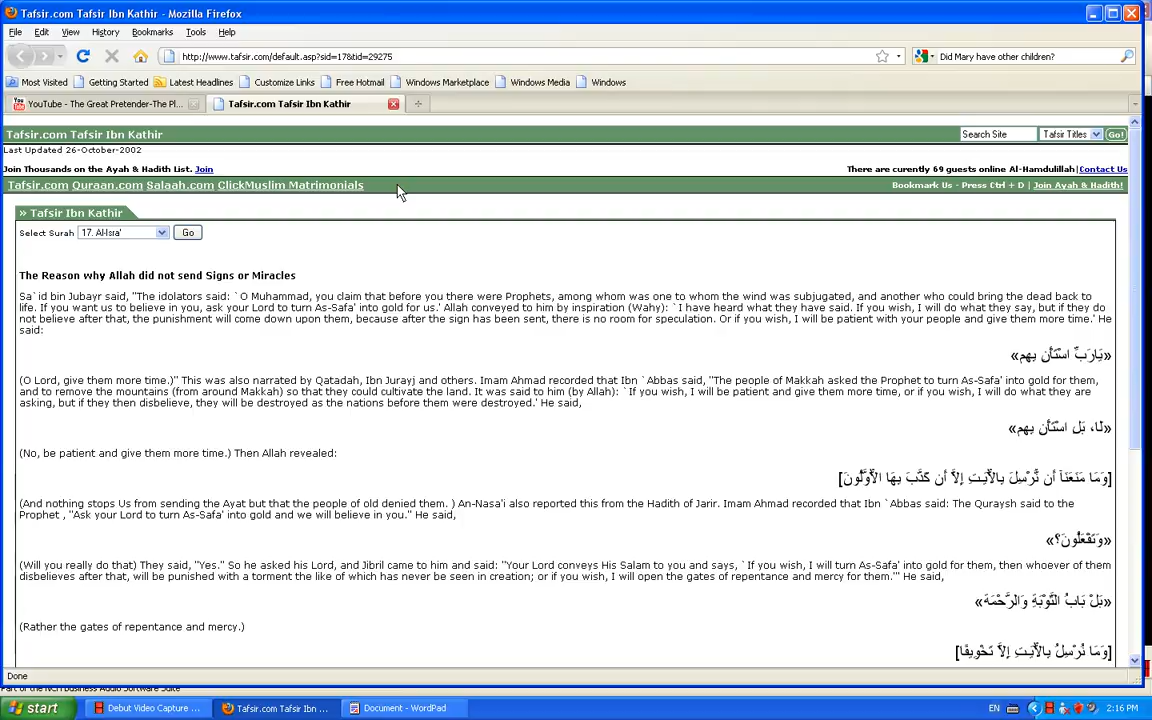 Tafsir.com Tafsir Ibn Kathir - Mozilla Firefox
File Edit View History Bookmarks Tools Help
http://www.tafsir.com/default.asp?sid=17&tid=29275 Did Mary have other children?
Most Visited Getting Started Latest Headlines Customize Links Free Hotmail Windows Marketplace Windows Media Windows
YouTube - The Great Pretender-The Pl... Tafsir.com Tafsir Ibn Kathir
Tafsir.com Tafsir Ibn Kathir Search Site Tafsir Titles Go!
Last Updated 26-October-2002
Join Thousands on the Ayah & Hadith List. Join There are curently 69 guests online Al-Hamdulillah|Contact Us
Tafsir.com Quraan.com Salaah.com ClickMuslim Matrimonials Bookmark Us - Press Ctrl + D | Join Ayah & Hadith!
» Tafsir Ibn Kathir
Select Surah 17. Al-Isra' Go
The Reason why Allah did not send Signs or Miracles
Sa`id bin Jubayr said, "The idolators said: `O Muhammad, you claim that before you there were Prophets, among whom was one to whom the wind was subjugated, and another who could bring the dead back to
life. If you want us to believe in you, ask your Lord to turn As-Safa' into gold for us.' Allah conveyed to him by inspiration (Wahy): `I have heard what they have said. If you wish, I will do what they say, but if they do
not believe after that, the punishment will come down upon them, because after the sign has been sent, there is no room for speculation. Or if you wish, I will be patient with your people and give them more time.' He
said:
«يَارَبِّ اسْتَأْنِ بِهِم»
(O Lord, give them more time.)" This was also narrated by Qatadah, Ibn Jurayj and others. Imam Ahmad recorded that Ibn `Abbas said, "The people of Makkah asked the Prophet to turn As-Safa' into gold for them,
and to remove the mountains (from around Makkah) so that they could cultivate the land. It was said to him (by Allah): `If you wish, I will be patient and give them more time, or if you wish, I will do what they are
asking, but if they then disbelieve, they will be destroyed as the nations before them were destroyed.' He said,
«لَا، بَلِ اسْتَأْنِ بِهِم»
(No, be patient and give them more time.) Then Allah revealed:
[وَمَا مَنَعَنَآ أَن نُّرْسِلَ بِالاٌّيَـتِ إِلاَّ أَن كَذَّبَ بِهَا الاٌّوَّلُونَ]
(And nothing stops Us from sending the Ayat but that the people of old denied them. ) An-Nasa'i also reported this from the Hadith of Jarir. Imam Ahmad recorded that Ibn `Abbas said: The Quraysh said to the
Prophet , "Ask your Lord to turn As-Safa' into gold and we will believe in you." He said,
«وَتَفْعَلُونَ؟»
(Will you really do that) They said, "Yes." So he asked his Lord, and Jibril came to him and said: "Your Lord conveys His Salam to you and says, `If you wish, I will turn As-Safa' into gold for them, then whoever of them
disbelieves after that, will be punished with a torment the like of which has never be seen in creation; or if you wish, I will open the gates of repentance and mercy for them.'" He said,
«بَلْ بَابُ التَّوْبَةِ وَالرَّحْمَة»
(Rather the gates of repentance and mercy.)
[وَمَا نُرْسِلُ بِالاٌّيَـتِ إِلاَّ تَخْوِيفًا]
Done
Part of the NCH Business Audio Software Suite
start Debut Video Capture ... Tafsir.com Tafsir Ibn ... Document - WordPad EN 2:16 PM